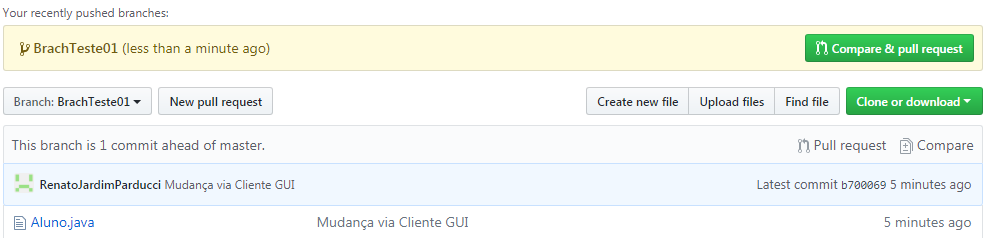 Your recently pushed branches:
BrachTeste01 (less than a minute ago) Compare & pull request
Branch: BrachTeste01 New pull request Create new file Upload files Find file Clone or download
This branch is 1 commit ahead of master. Pull request Compare
RenatoJardimParducci Mudança via Cliente GUI Latest commit b700069 5 minutes ago
Aluno.java Mudança via Cliente GUI 5 minutes ago